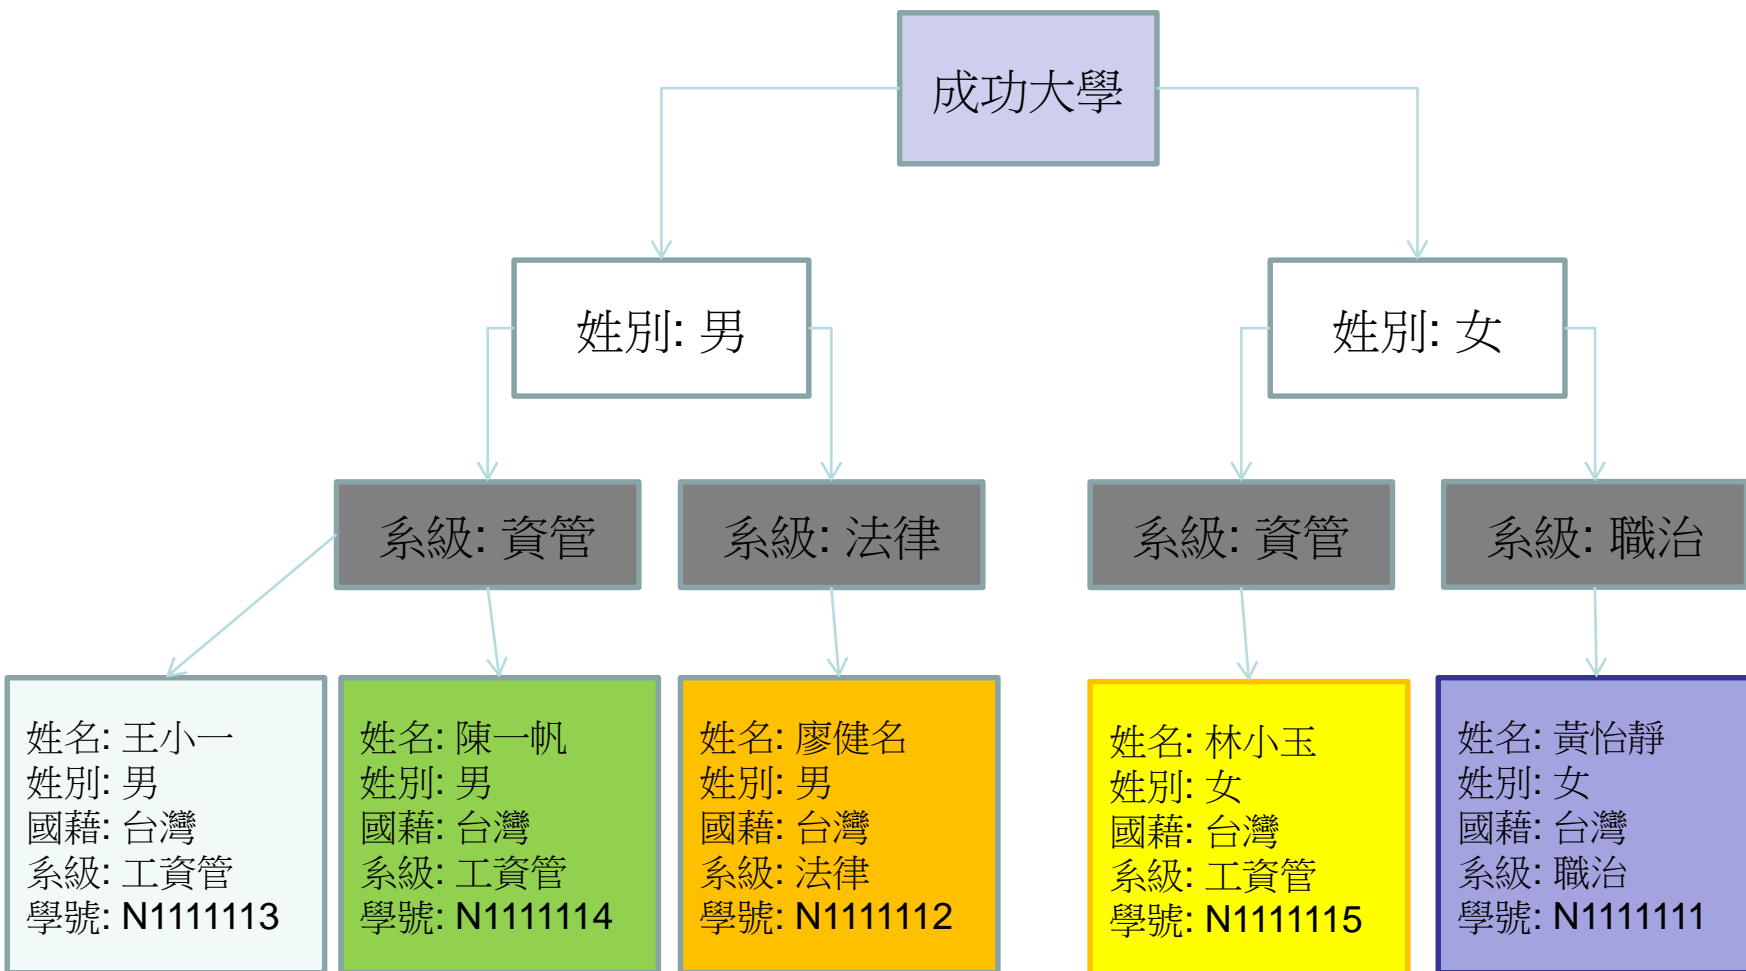 成功大學
姓別: 男
姓別: 女
系級: 資管
系級: 法律
系級: 資管
系級: 職治
姓名: 王小一
姓別: 男
國藉: 台灣
系級: 工資管
學號: N1111113
姓名: 陳一帆
姓別: 男
國藉: 台灣
系級: 工資管
學號: N1111114
姓名: 廖健名
姓別: 男
國藉: 台灣
系級: 法律
學號: N1111112
姓名: 林小玉
姓別: 女
國藉: 台灣
系級: 工資管
學號: N1111115
姓名: 黃怡靜
姓別: 女
國藉: 台灣
系級: 職治
學號: N1111111